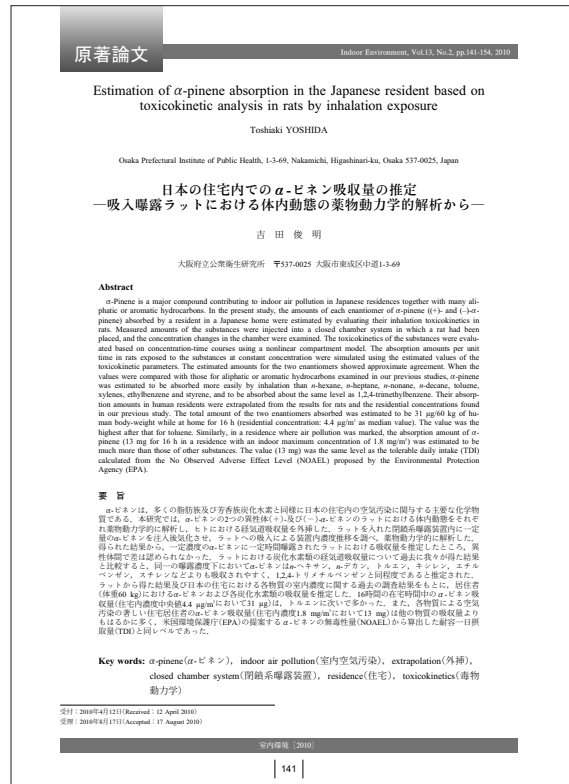 原著論文
Indoor Environment, Vol.13, No.2, pp.141-154, 2010
Estimation of α-pinene absorption in the Japanese resident based on
toxicokinetic analysis in rats by inhalation exposure
Toshiaki YOSHIDA
Osaka Prefectural Institute of Public Health, 1-3-69, Nakamichi, Higashinari-ku, Osaka 537-0025, Japan
日本の住宅内でのα-ピネン吸収量の推定
―吸入曝露ラットにおける体内動態の薬物動力学的解析から―
吉 田 俊 明
大阪府立公衆衛生研究所 〒537-0025 大阪市東成区中道1-3-69
Abstract
α-Pinene is a major compound contributing to indoor air pollution in Japanese residences together with many ali-
phatic or aromatic hydrocarbons. In the present study, the amounts of each enantiomer of α-pinene ((+)- and (−)-α-
pinene) absorbed by a resident in a Japanese home were estimated by evaluating their inhalation toxicokinetics in
rats. Measured amounts of the substances were injected into a closed chamber system in which a rat had been
placed, and the concentration changes in the chamber were examined. The toxicokinetics of the substances were evalu-
ated based on concentration-time courses using a nonlinear compartment model. The absorption amounts per unit
time in rats exposed to the substances at constant concentration were simulated using the estimated values of the
toxicokinetic parameters. The estimated amounts for the two enantiomers showed approximate agreement. When the
values were compared with those for aliphatic or aromatic hydrocarbons examined in our previous studies, α-pinene
was estimated to be absorbed more easily by inhalation than n-hexane, n-heptane, n-nonane, n-decane, toluene,
xylenes, ethylbenzene and styrene, and to be absorbed about the same level as 1,2,4-trimethylbenzene. Their absorp-
tion amounts in human residents were extrapolated from the results for rats and the residential concentrations found
in our previous study. The total amount of the two enantiomers absorbed was estimated to be 31 μg/60 kg of hu-
man body-weight while at home for 16 h (residential concentration: 4.4 μg/m³ as median value). The value was the
highest after that for toluene. Similarly, in a residence where air pollution was marked, the absorption amount of α-
pinene (13 mg for 16 h in a residence with an indoor maximum concentration of 1.8 mg/m³) was estimated to be
much more than those of other substances. The value (13 mg) was the same level as the tolerable daily intake (TDI)
calculated from the No Observed Adverse Effect Level (NOAEL) proposed by the Environmental Protection
Agency (EPA).
要 旨
α-ピネンは，多くの脂肪族及び芳香族炭化水素と同様に日本の住宅内の空気汚染に関与する主要な化学物
質である．本研究では，α-ピネンの2つの異性体(＋)-及び(−)-α-ピネンのラットにおける体内動態をそれぞ
れ薬物動力学的に解析し，ヒトにおける経気道吸収量を外挿した．ラットを入れた閉鎖系曝露装置内に一定
量のα-ピネンを注入後気化させ，ラットへの吸入による装置内濃度推移を調べ，薬物動力学的に解析した．
得られた結果から，一定濃度のα-ピネンに一定時間曝露されたラットにおける吸収量を推定したところ，異
性体間で差は認められなかった．ラットにおける炭化水素類の経気道吸収量について過去に我々が得た結果
と比較すると，同一の曝露濃度下においてα-ピネンはn-ヘキサン，n-デカン，トルエン，キシレン，エチル
ベンゼン，スチレンなどよりも吸収されやすく，1,2,4-トリメチルベンゼンと同程度であると推定された．
ラットから得た結果及び日本の住宅における各物質の室内濃度に関する過去の調査結果をもとに，居住者
(体重60 kg)におけるα-ピネンおよび各炭化水素類の吸収量を推定した．16時間の在宅時間中のα-ピネン吸
収量(住宅内濃度中央値4.4 μg/m³において31 μg)は，トルエンに次いで多かった．また，各物質による空気
汚染の著しい住宅居住者のα-ピネン吸収量(住宅内濃度1.8 mg/m³において13 mg)は他の物質の吸収量より
もはるかに多く，米国環境保護庁(EPA)の提案するα-ピネンの無毒性量(NOAEL)から算出した耐容一日摂
取量(TDI)と同レベルであった．
Key words: α-pinene(α-ピネン)，indoor air pollution(室内空気汚染)，extrapolation(外挿)，
closed chamber system(閉鎖系曝露装置)，residence(住宅)，toxicokinetics(毒物
動力学)
受付：2010年4月12日(Received：12 April 2010)
受理：2010年8月17日(Accepted：17 August 2010)
室内環境 [2010]
141